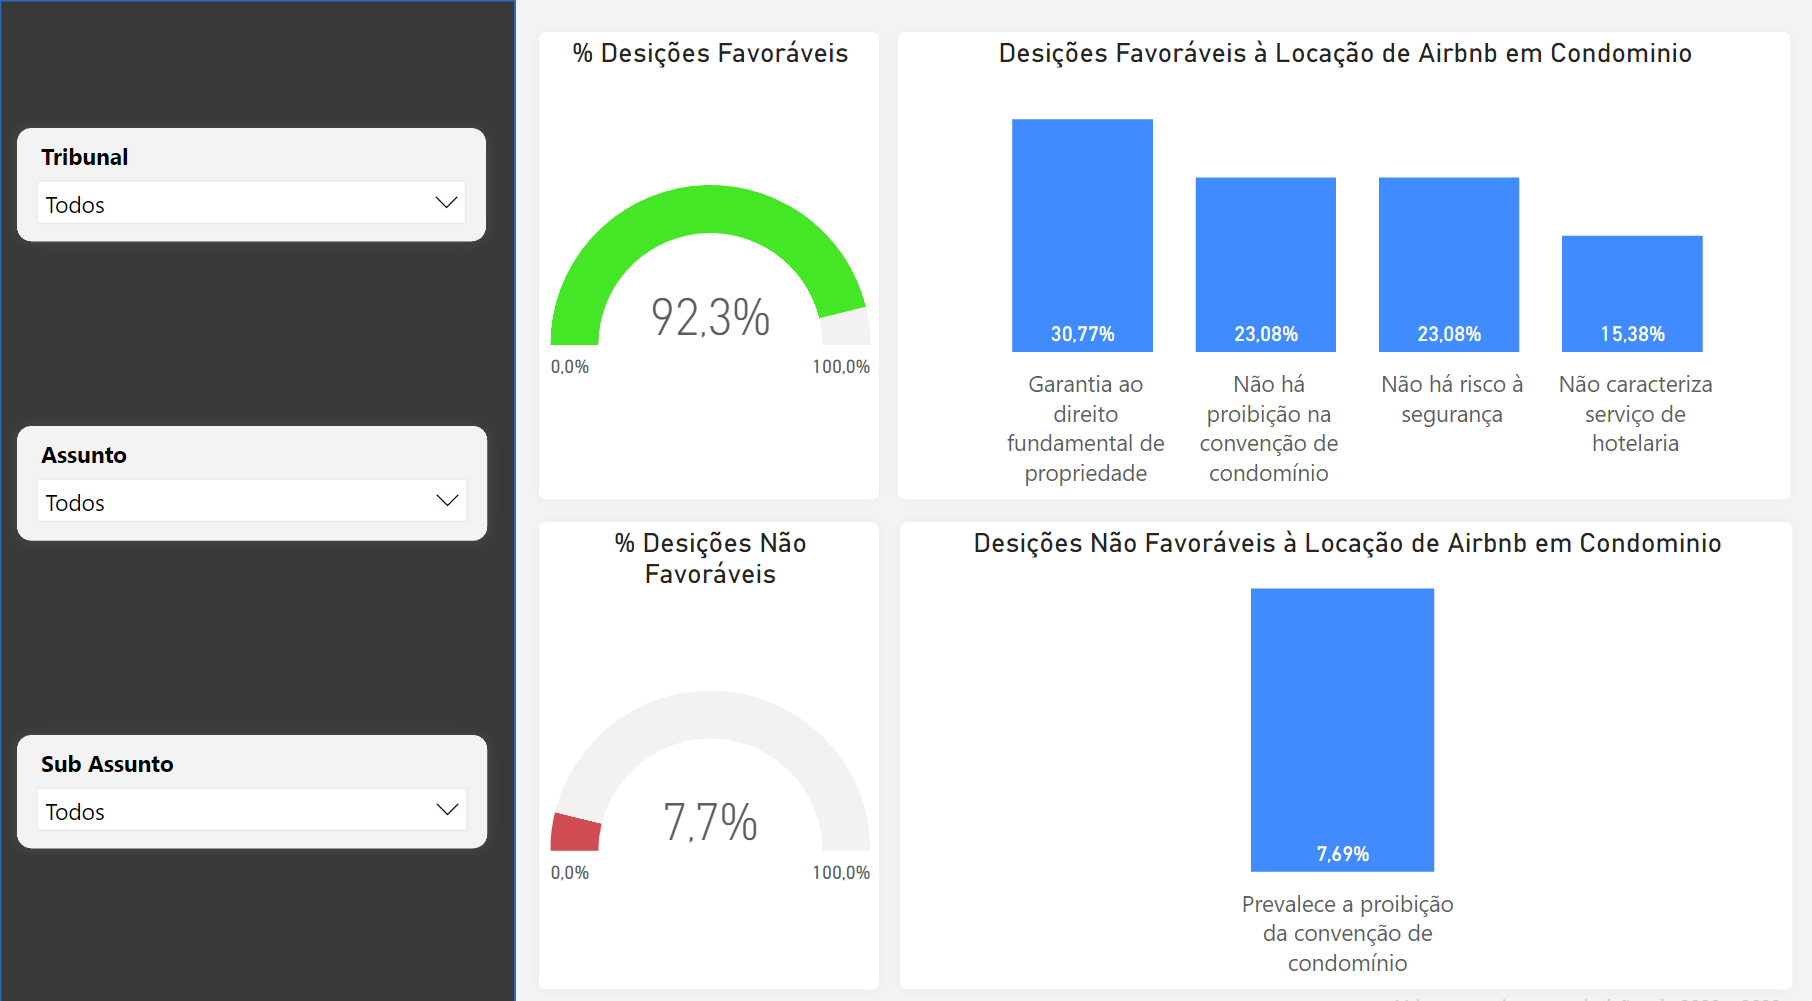 Tribunal
Todos
Assunto
Todos
Sub Assunto
Todos
% Desições Favoráveis
92,3%
0,0%
100,0%
Desições Favoráveis à Locação de Airbnb em Condominio
30,77%
23,08%
23,08%
15,38%
Garantia ao
direito
fundamental de
propriedade
Não há
proibição na
convenção de
condomínio
Não há risco à
segurança
Não caracteriza
serviço de
hotelaria
% Desições Não
Favoráveis
7,7%
0,0%
100,0%
Desições Não Favoráveis à Locação de Airbnb em Condominio
7,69%
Prevalece a proibição
da convenção de
condomínio